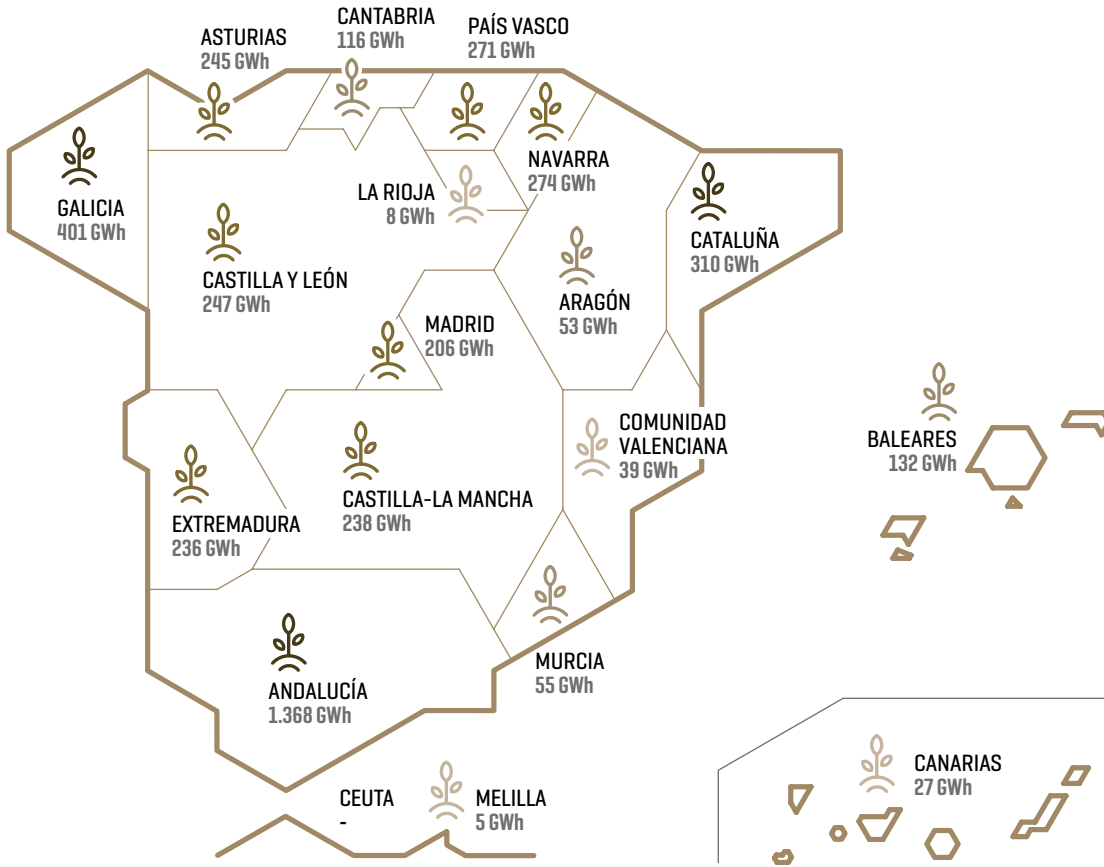 CANTABRIA
116 GWh
PAÍS VASCO
271 GWh
ASTURIAS
245 GWh
NAVARRA
274 GWh
LA RIOJA
8 GWh
GALICIA
401 GWh
CATALUÑA
310 GWh
CASTILLA Y LEÓN
247 GWh
ARAGÓN
53 GWh
MADRID
206 GWh
COMUNIDAD
VALENCIANA
39 GWh
BALEARES
132 GWh
CASTILLA-LA MANCHA
238 GWh
EXTREMADURA
236 GWh
MURCIA
55 GWh
ANDALUCÍA
1.368 GWh
CEUTA
-
MELILLA
5 GWh
CANARIAS
27 GWh